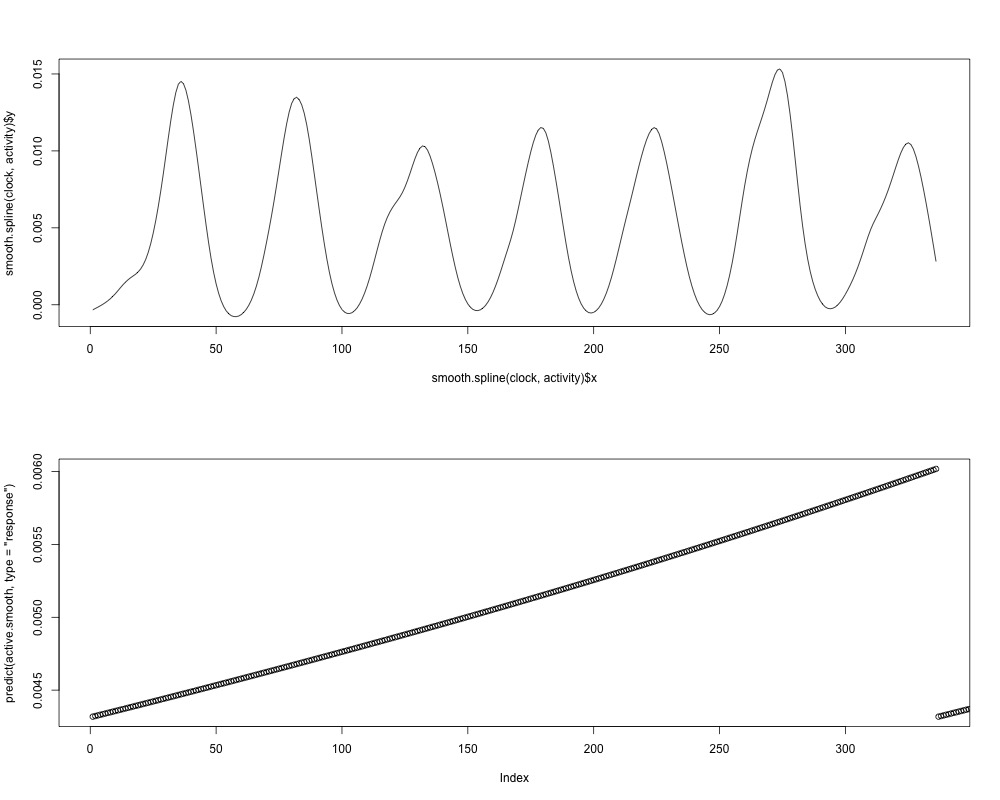 smooth.spline(clock, activity)$y
0.015
0.010
0.005
0.000
0 50 100 150 200 250 300
smooth.spline(clock, activity)$x
predict(active.smooth, type = "response")
0.0060
0.0055
0.0050
0.0045
0 50 100 150 200 250 300
Index